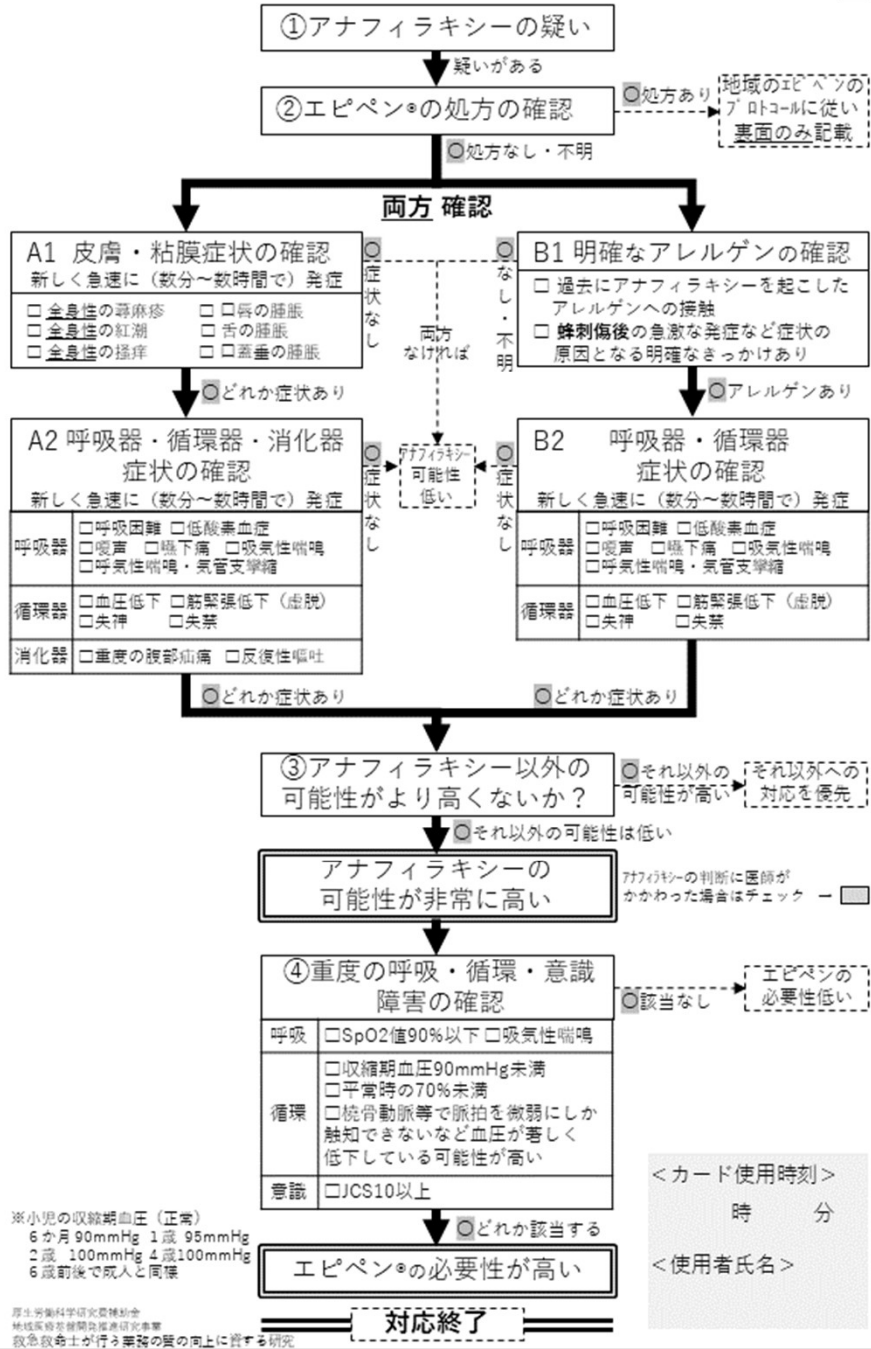 ①アナフィラキシーの疑い
疑いがある
②エピペン®の処方の確認
○処方あり
地域のエピペンの
プロトコールに従い
裏面のみ記載
○処方なし・不明
両方 確認
A1 皮膚・粘膜症状の確認
新しく急速に（数分～数時間で）発症
□ 全身性の蕁麻疹 □ 口唇の腫脹
□ 全身性の紅潮 □ 舌の腫脹
□ 全身性の掻痒 □ 口蓋垂の腫脹
○症状なし
両方
なければ
○なし・不明
B1 明確なアレルゲンの確認
□ 過去にアナフィラキシーを起こした
アレルゲンへの接触
□ 蜂刺傷後の急激な発症など症状の
原因となる明確なきっかけあり
○どれか症状あり
○アレルゲンあり
A2 呼吸器・循環器・消化器
症状の確認
新しく急速に（数分～数時間で）発症
呼吸器
□呼吸困難 □低酸素血症
□嗄声 □嚥下痛 □吸気性喘鳴
□呼気性喘鳴・気管支攣縮
循環器
□血圧低下 □筋緊張低下（虚脱）
□失神 □失禁
消化器
□重度の腹部疝痛 □反復性嘔吐
○症状なし
アナフィラキシー
可能性
低い
○症状なし
B2 呼吸器・循環器
症状の確認
新しく急速に（数分～数時間で）発症
呼吸器
□呼吸困難 □低酸素血症
□嗄声 □嚥下痛 □吸気性喘鳴
□呼気性喘鳴・気管支攣縮
循環器
□血圧低下 □筋緊張低下（虚脱）
□失神 □失禁
○どれか症状あり
○どれか症状あり
③アナフィラキシー以外の
可能性がより高くないか？
○それ以外の
可能性が高い
それ以外への
対応を優先
○それ以外の可能性は低い
アナフィラキシーの
可能性が非常に高い
アナフィラキシーの判断に医師が
かかわった場合はチェック →
④重度の呼吸・循環・意識
障害の確認
○該当なし
エピペンの
必要性低い
呼吸
□SpO2値90%以下 □吸気性喘鳴
循環
□収縮期血圧90mmHg未満
□平常時の70%未満
□橈骨動脈等で脈拍を微弱にしか
触知できないなど血圧が著しく
低下している可能性が高い
意識
□JCS10以上
○どれか該当する
エピペン®の必要性が高い
対応終了
※小児の収縮期血圧（正常）
6か月 90mmHg 1歳 95mmHg
2歳 100mmHg 4歳100mmHg
6歳前後で成人と同様
＜カード使用時刻＞
時 分
＜使用者氏名＞
厚生労働科学研究費補助金
地域医療基盤開発推進研究事業
救急救命士が行う業務の質の向上に資する研究